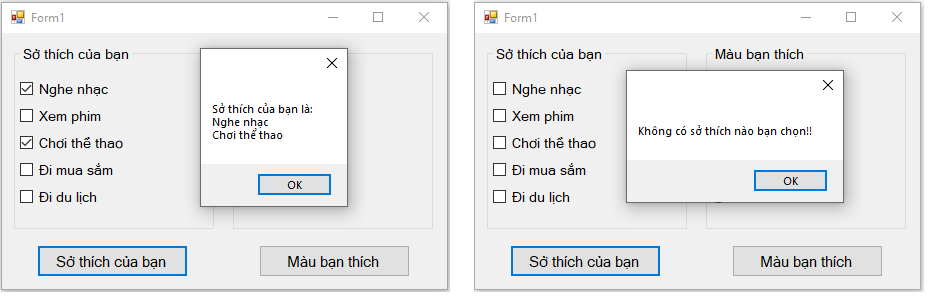 Form1
Sở thích của bạn
Nghe nhạc
Xem phim
Chơi thể thao
Đi mua sắm
Đi du lịch
Sở thích của bạn là:
Nghe nhạc
Chơi thể thao
OK
Sở thích của bạn
Màu bạn thích
Form1
Sở thích của bạn
Màu bạn thích
Nghe nhạc
Xem phim
Chơi thể thao
Đi mua sắm
Đi du lịch
Không có sở thích nào bạn chọn!!
OK
Sở thích của bạn
Màu bạn thích